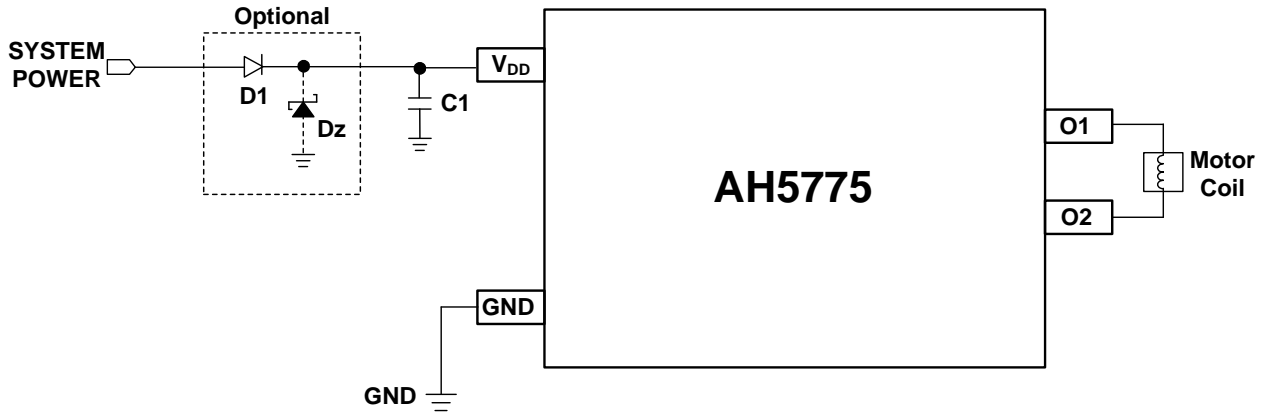 Optional
SYSTEM
POWER
D1
Dz
C1
VDD
AH5775
O1
Motor
Coil
O2
GND
GND